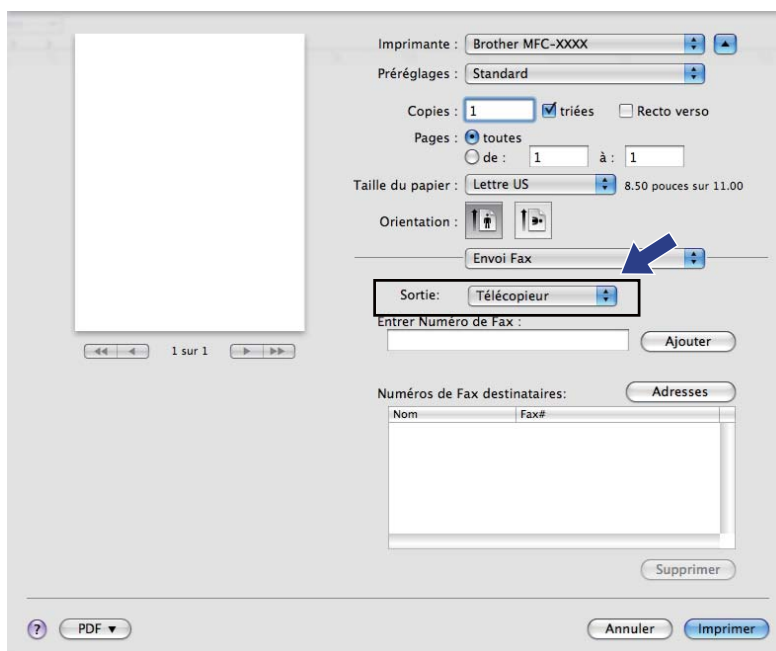 Imprimante : Brother MFC-XXXX
Préréglages : Standard
Copies : 1 triées Recto verso
Pages : toutes
de : 1 à : 1
Taille du papier : Lettre US 8.50 pouces sur 11.00
Orientation :
Envoi Fax
Sortie: Télécopieur
Entrer Numéro de Fax :
Ajouter
1 sur 1
Numéros de Fax destinataires: Adresses
Nom Fax#
Supprimer
? PDF Annuler Imprimer